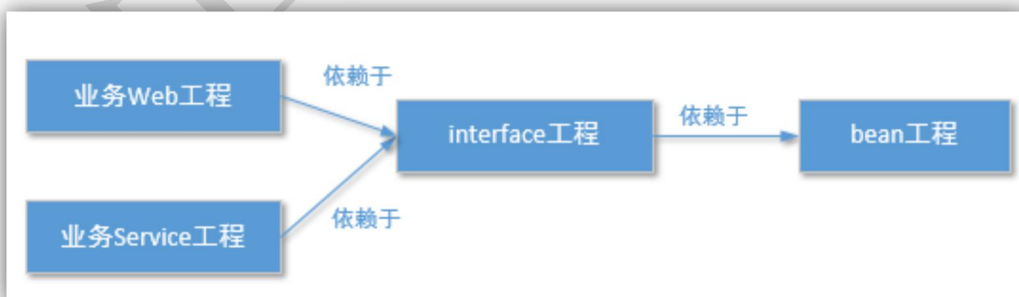 业务Web工程
依赖于
interface工程
依赖于
bean工程
业务Service工程
依赖于